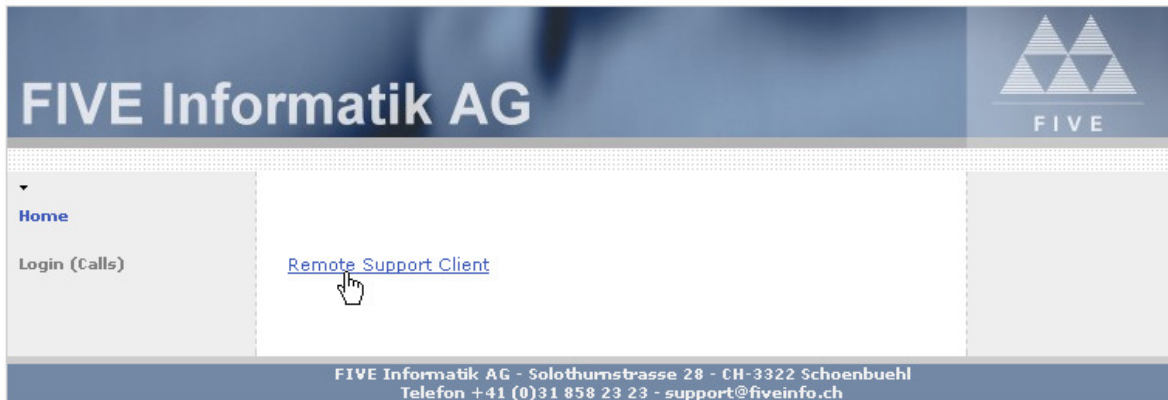 FIVE Informatik AG
FIVE
Home
Login (Calls)
Remote Support Client
FIVE Informatik AG - Solothurnstrasse 28 - CH-3322 Schoenbuehl
Telefon +41 (0)31 858 23 23 - support@fiveinfo.ch